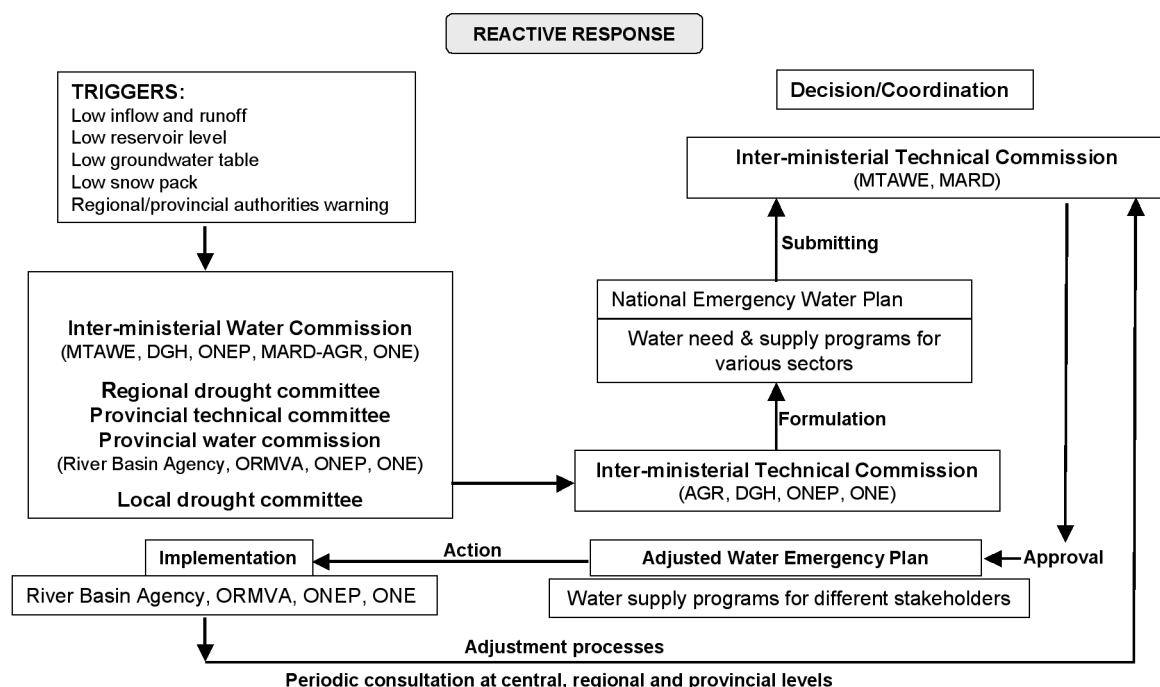 REACTIVE RESPONSE
TRIGGERS:
Low inflow and runoff
Low reservoir level
Low groundwater table
Low snow pack
Regional/provincial authorities warning
Decision/Coordination
Inter-ministerial Technical Commission
(MTAWE, MARD)
Submitting
National Emergency Water Plan
Water need & supply programs for
various sectors
Formulation
Inter-ministerial Water Commission
(MTAWE, DGH, ONEP, MARD-AGR, ONE)
Regional drought committee
Provincial technical committee
Provincial water commission
(River Basin Agency, ORMVA, ONEP, ONE)
Local drought committee
Inter-ministerial Technical Commission
(AGR, DGH, ONEP, ONE)
Implementation
Action
Adjusted Water Emergency Plan
Approval
River Basin Agency, ORMVA, ONEP, ONE
Water supply programs for different stakeholders
Adjustment processes
Periodic consultation at central, regional and provincial levels